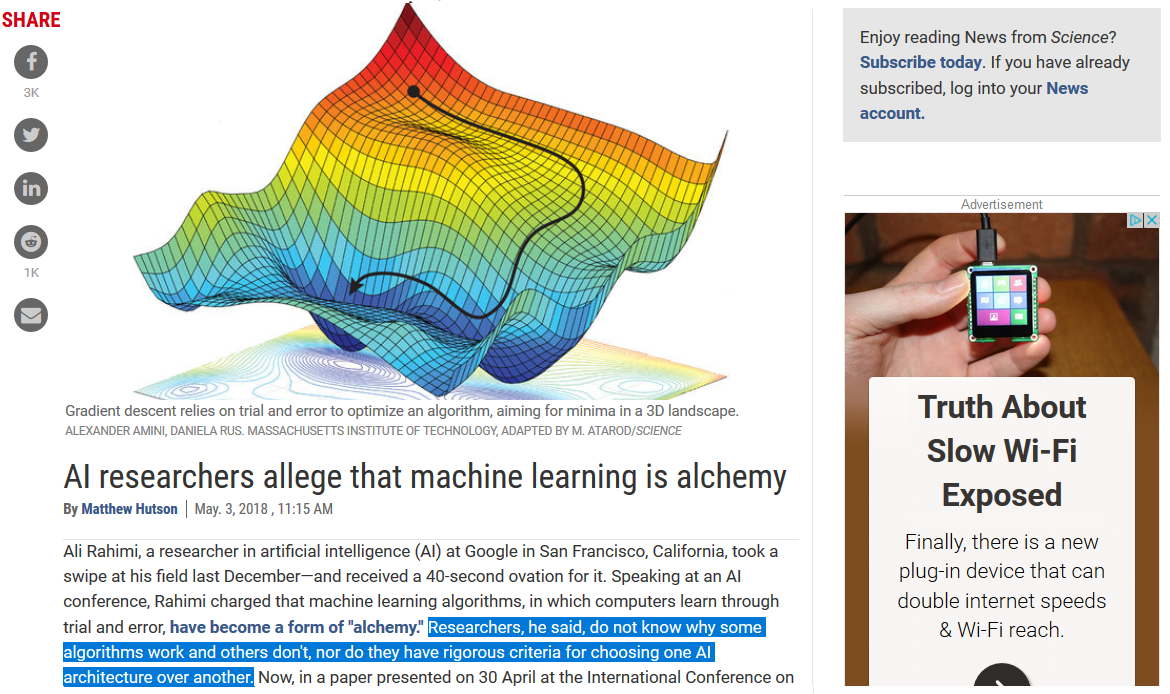 SHARE
3K
1K
Gradient descent relies on trial and error to optimize an algorithm, aiming for minima in a 3D landscape.
ALEXANDER AMINI, DANIELA RUS. MASSACHUSETTS INSTITUTE OF TECHNOLOGY, ADAPTED BY M. ATAROD/SCIENCE
AI researchers allege that machine learning is alchemy
By Matthew Hutson | May. 3, 2018 , 11:15 AM
Ali Rahimi, a researcher in artificial intelligence (AI) at Google in San Francisco, California, took a
swipe at his field last December—and received a 40-second ovation for it. Speaking at an AI
conference, Rahimi charged that machine learning algorithms, in which computers learn through
trial and error, have become a form of "alchemy." Researchers, he said, do not know why some
algorithms work and others don't, nor do they have rigorous criteria for choosing one AI
architecture over another. Now, in a paper presented on 30 April at the International Conference on
Enjoy reading News from Science?
Subscribe today. If you have already
subscribed, log into your News
account.
Advertisement
Truth About
Slow Wi-Fi
Exposed
Finally, there is a new
plug-in device that can
double internet speeds
& Wi-Fi reach.